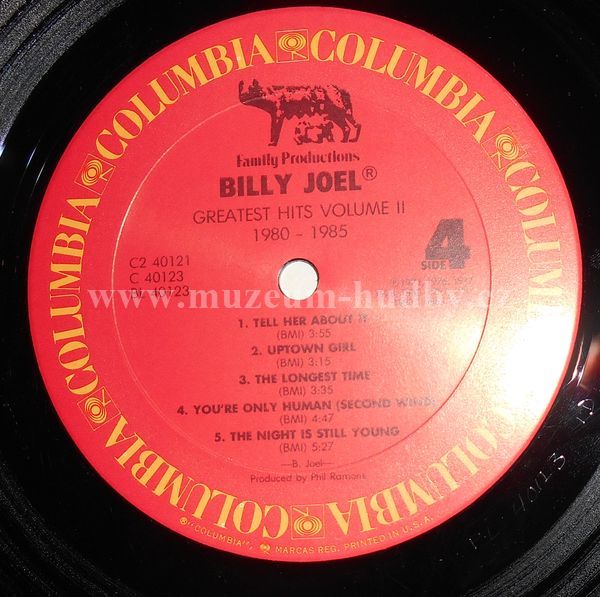 COLUMBIA COLUMBIA COLUMBIA COLUMBIA COLUMBIA COLUMBIA
Family Productions
BILLY JOEL®
GREATEST HITS VOLUME II
1980 - 1985
C2 40121
C 40123
BL 40123
4
SIDE
www.muzeum-hudby.cz
1. TELL HER ABOUT IT
(BMI) 3:55
2. UPTOWN GIRL
(BMI) 3:15
3. THE LONGEST TIME
(BMI) 3:35
4. YOU'RE ONLY HUMAN (SECOND WIND)
(BMI) 4:47
5. THE NIGHT IS STILL YOUNG
(BMI) 5:27
—B. Joel—
Produced by Phil Ramone
®"COLUMBIA", MARCAS REG. PRINTED IN U.S.A.